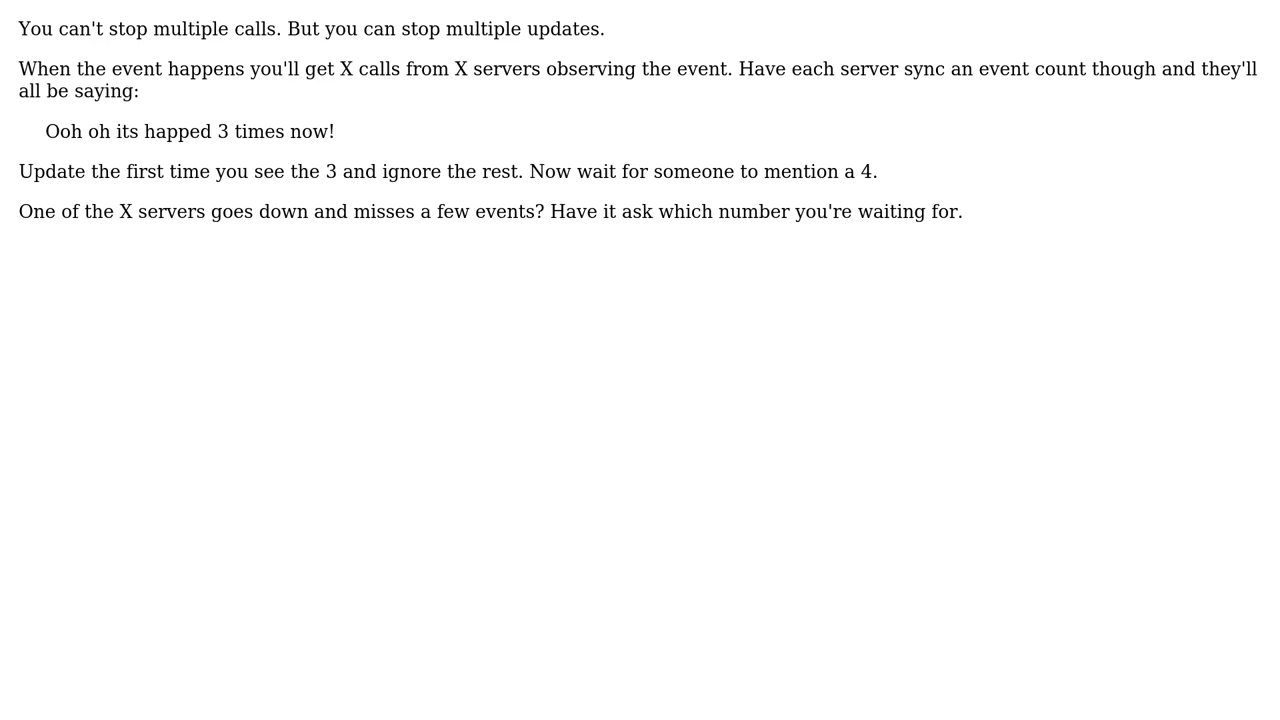 You can't stop multiple calls. But you can stop multiple updates.
When the event happens you'll get X calls from X servers observing the event. Have each server sync an event count though and they'll
all be saying:
Ooh oh its happed 3 times now!
Update the first time you see the 3 and ignore the rest. Now wait for someone to mention a 4.
One of the X servers goes down and misses a few events? Have it ask which number you're waiting for.